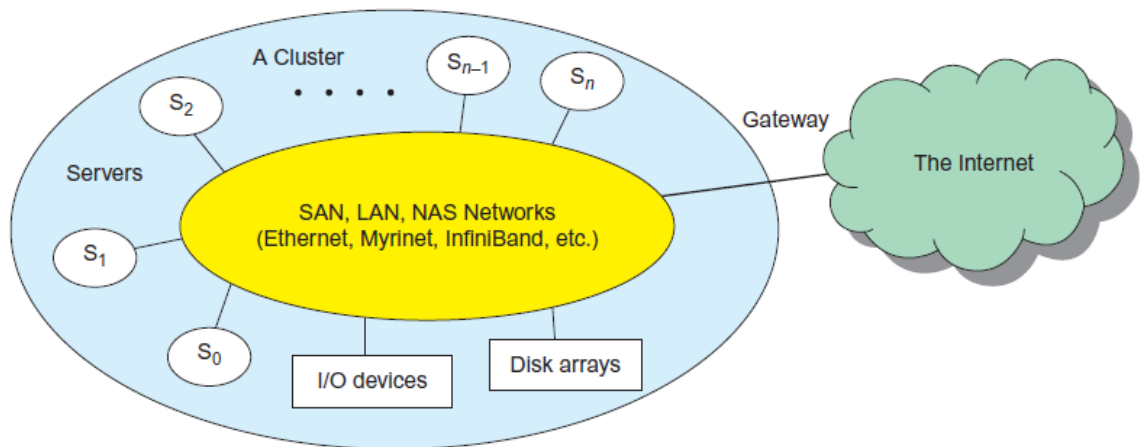 A Cluster
. . . .
S₂
Sₙ₋₁
Sₙ
Servers
Gateway
The Internet
SAN, LAN, NAS Networks
(Ethernet, Myrinet, InfiniBand, etc.)
S₁
S₀
I/O devices
Disk arrays